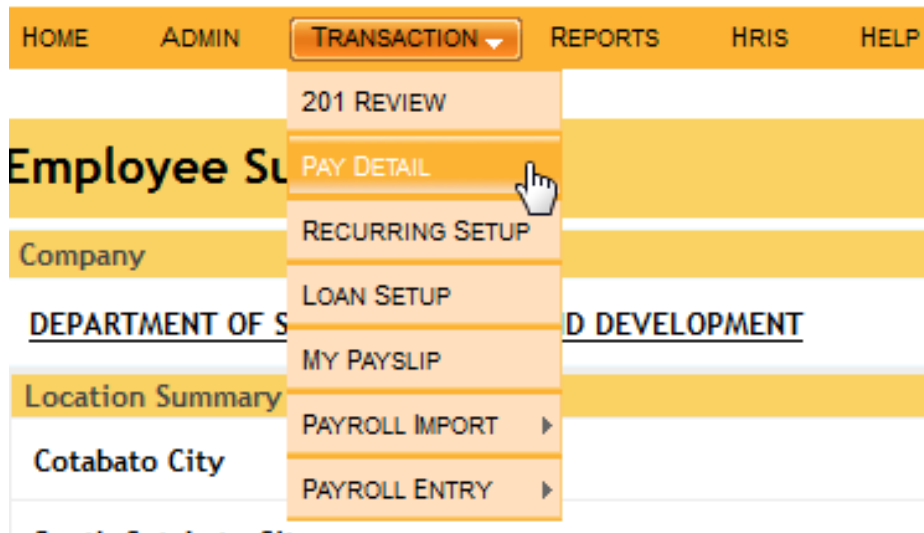 HOME ADMIN TRANSACTION REPORTS HRIS HELP
201 REVIEW
PAY DETAIL
RECURRING SETUP
LOAN SETUP
MY PAYSLIP
PAYROLL IMPORT
PAYROLL ENTRY
Employee
Company
DEPARTMENT OF DEVELOPMENT
Location Summary
Cotabato City